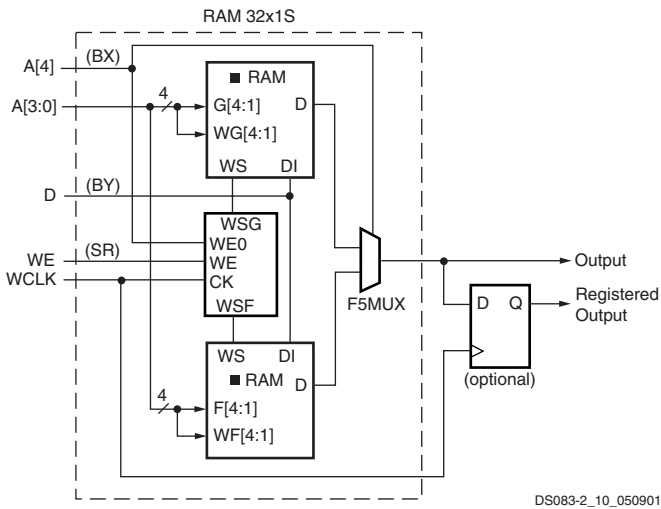 RAM 32x1S
A[4]
(BX)
A[3:0]
4
RAM
G[4:1]
D
WG[4:1]
WS
DI
D
(BY)
WSG
WE0
WE
(SR)
WE
WCLK
CK
WSF
F5MUX
Output
D
Q
Registered
Output
(optional)
WS
DI
RAM
D
4
F[4:1]
WF[4:1]
DS083-2_10_050901